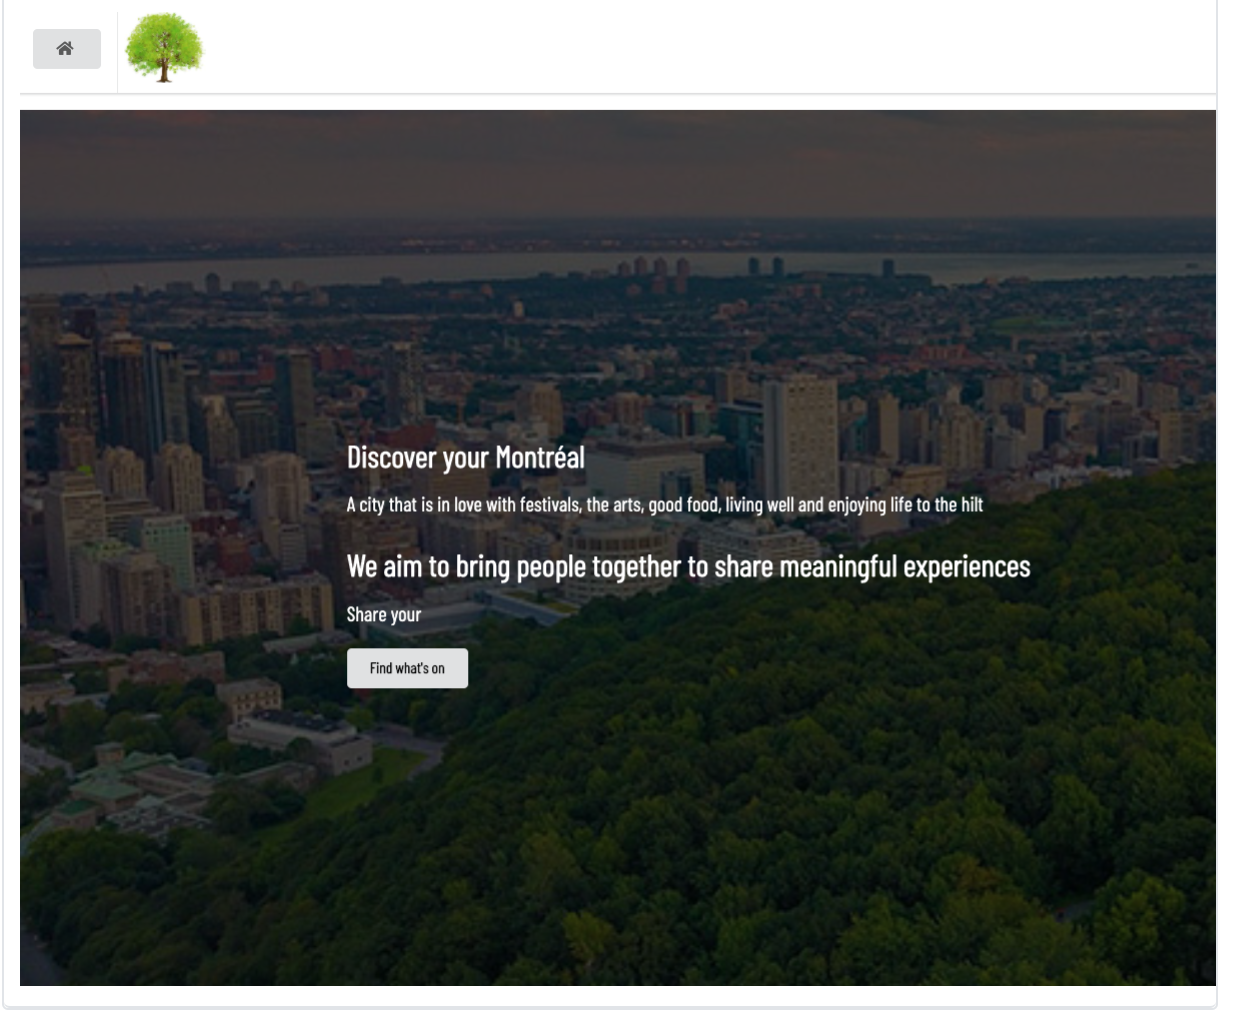 Discover your Montréal
A city that is in love with festivals, the arts, good food, living well and enjoying life to the hilt
We aim to bring people together to share meaningful experiences
Share your
Find what's on